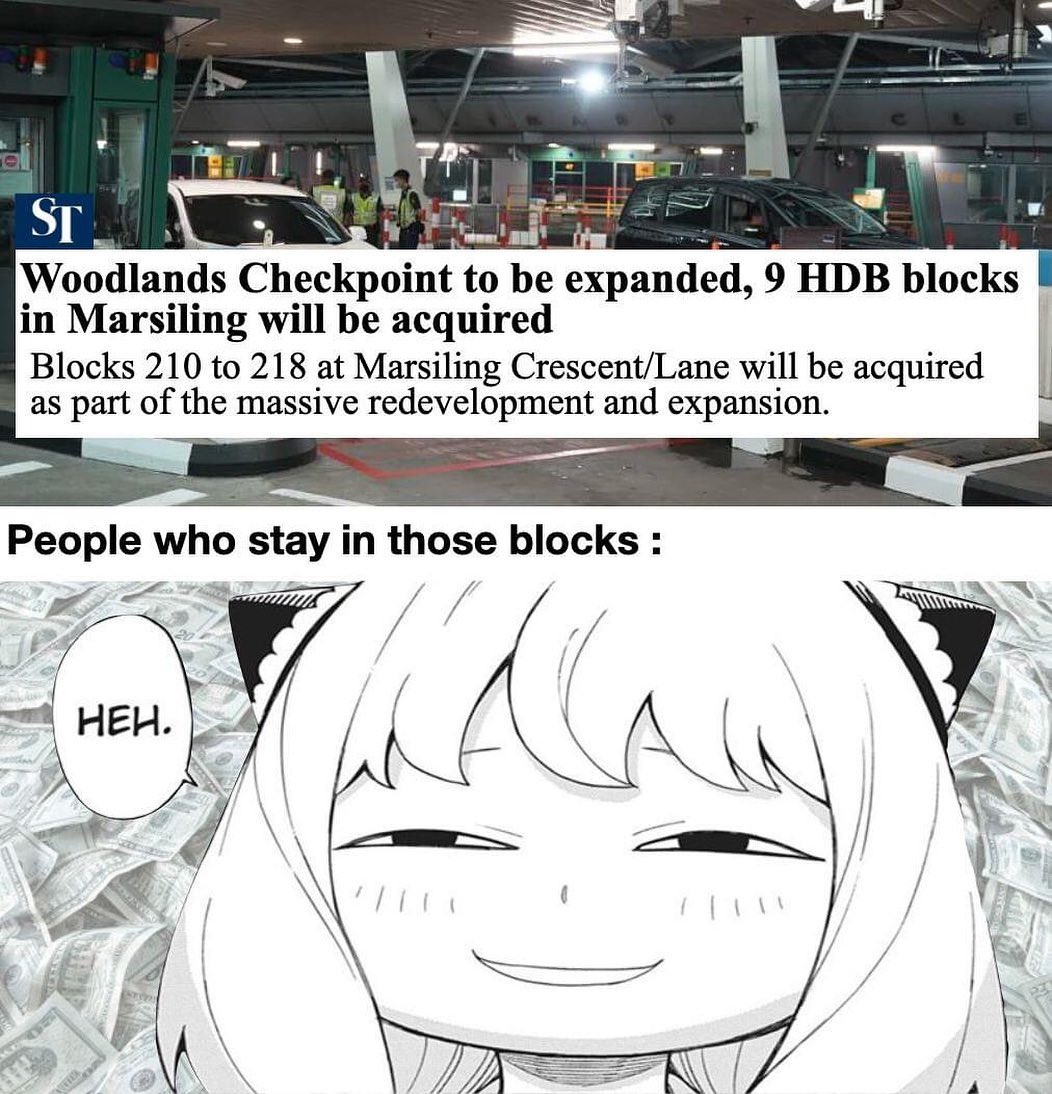 ST
Woodlands Checkpoint to be expanded, 9 HDB blocks
in Marsiling will be acquired
Blocks 210 to 218 at Marsiling Crescent/Lane will be acquired
as part of the massive redevelopment and expansion.
People who stay in those blocks :
HEH.